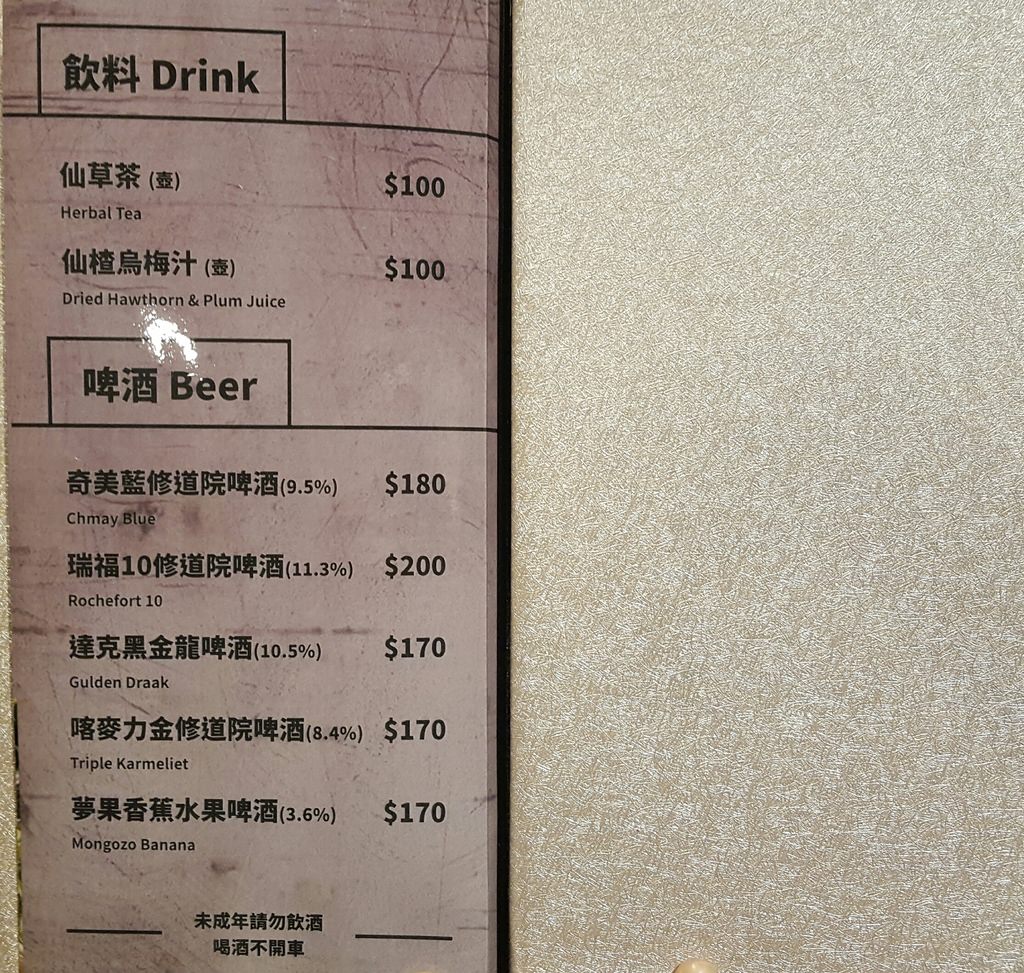 飲料 Drink
仙草茶 (壺) $100
Herbal Tea
仙楂烏梅汁 (壺) $100
Dried Hawthorn & Plum Juice
啤酒 Beer
奇美藍修道院啤酒(9.5%) $180
Chmay Blue
瑞福10修道院啤酒(11.3%) $200
Rochefort 10
達克黑金龍啤酒(10.5%) $170
Gulden Draak
喀麥力金修道院啤酒(8.4%) $170
Triple Karmeliet
夢果香蕉水果啤酒(3.6%) $170
Mongozo Banana
未成年請勿飲酒
喝酒不開車